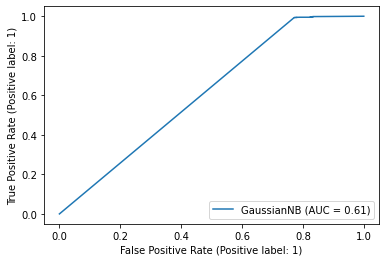 1.0
0.8
0.6
0.4
0.2
0.0
True Positive Rate (Positive label: 1)
GaussianNB (AUC = 0.61)
0.0 0.2 0.4 0.6 0.8 1.0
False Positive Rate (Positive label: 1)